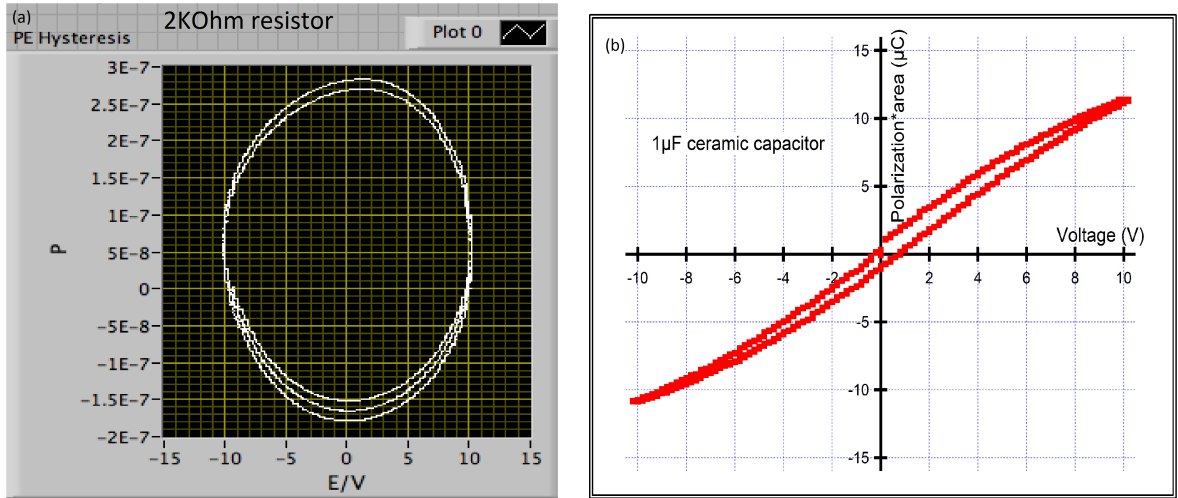 (a)
2KOhm resistor
PE Hysteresis
Plot 0
3E-7
2.5E-7
2E-7
1.5E-7
1E-7
5E-8
0
-5E-8
-1E-7
-1.5E-7
-2E-7
P
-15 -10 -5 0 5 10 15
E/V
(b)
1µF ceramic capacitor
Polarization*area (µC)
15
10
5
-5
-10
-15
Voltage (V)
-10 -8 -6 -4 -2 2 4 6 8 10